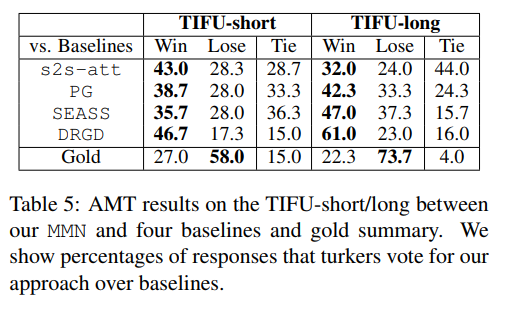 TIFU-short TIFU-long
vs. Baselines Win Lose Tie Win Lose Tie
s2s-att 43.0 28.3 28.7 32.0 24.0 44.0
PG 38.7 28.0 33.3 42.3 33.3 24.3
SEASS 35.7 28.0 36.3 47.0 37.3 15.7
DRGD 46.7 17.3 15.0 61.0 23.0 16.0
Gold 27.0 58.0 15.0 22.3 73.7 4.0
Table 5: AMT results on the TIFU-short/long between
our MMN and four baselines and gold summary. We
show percentages of responses that turkers vote for our
approach over baselines.